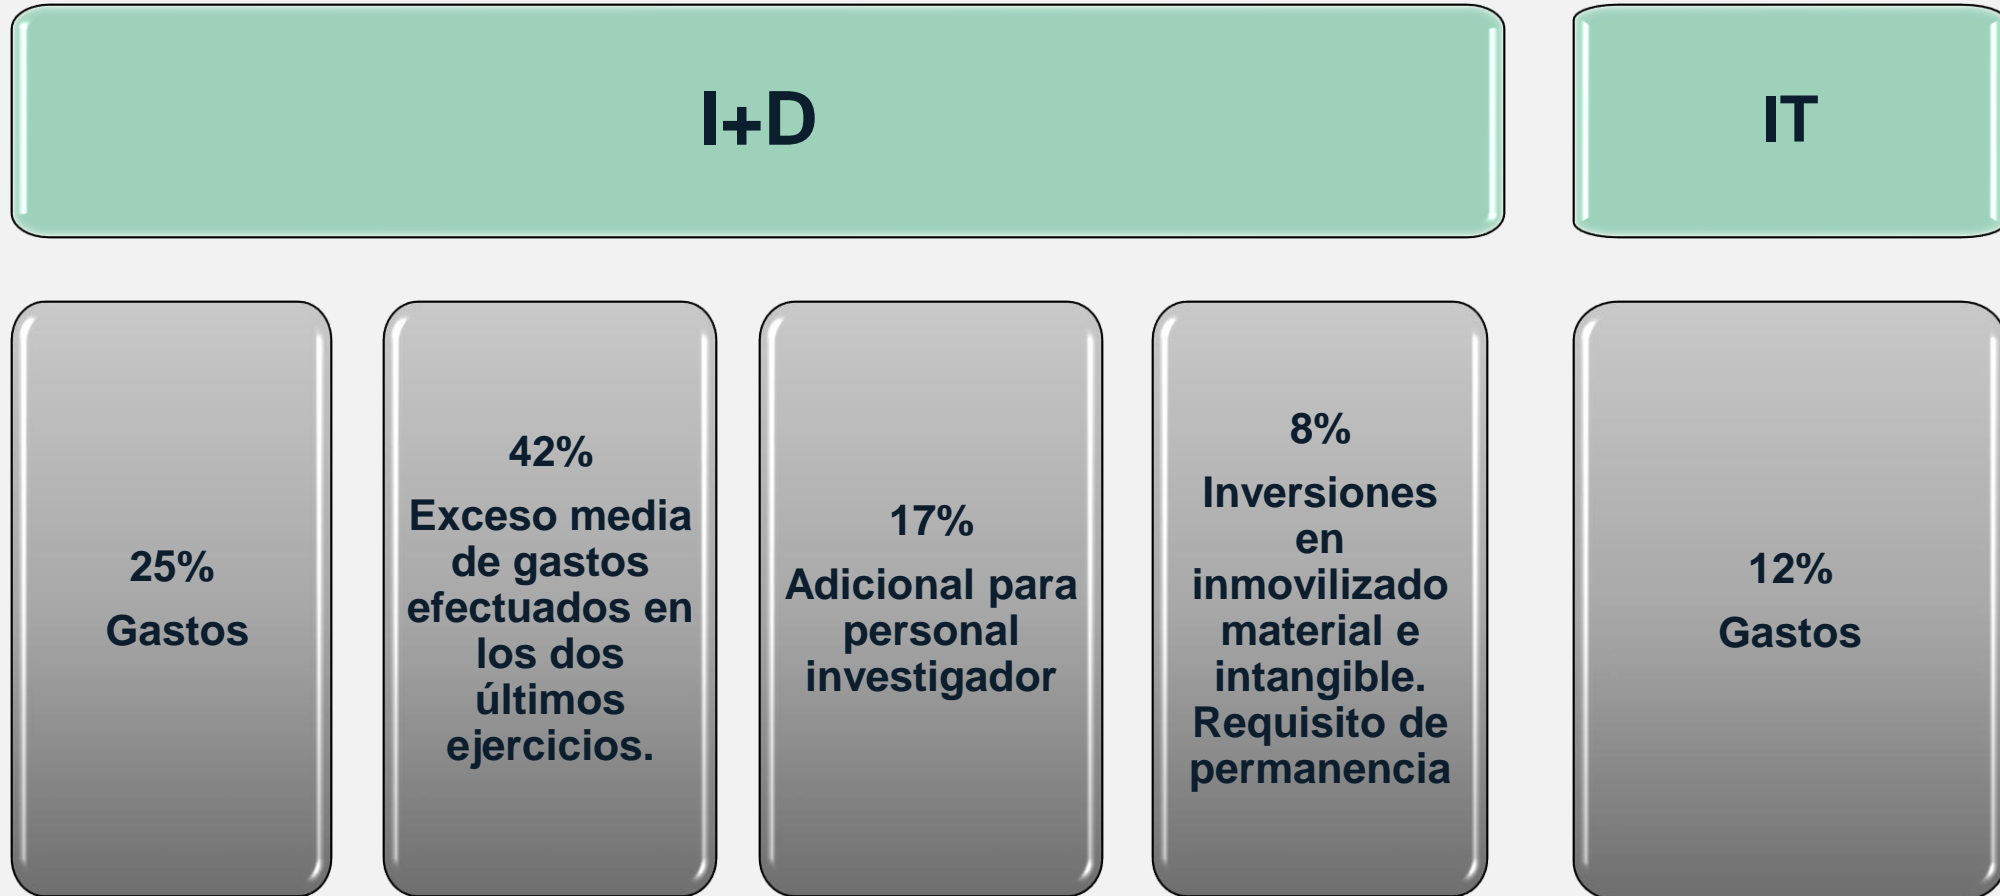 I+D
IT
25%
Gastos
42%
Exceso media
de gastos
efectuados en
los dos
últimos
ejercicios.
17%
Adicional para
personal
investigador
8%
Inversiones
en
inmovilizado
material e
intangible.
Requisito de
permanencia
12%
Gastos